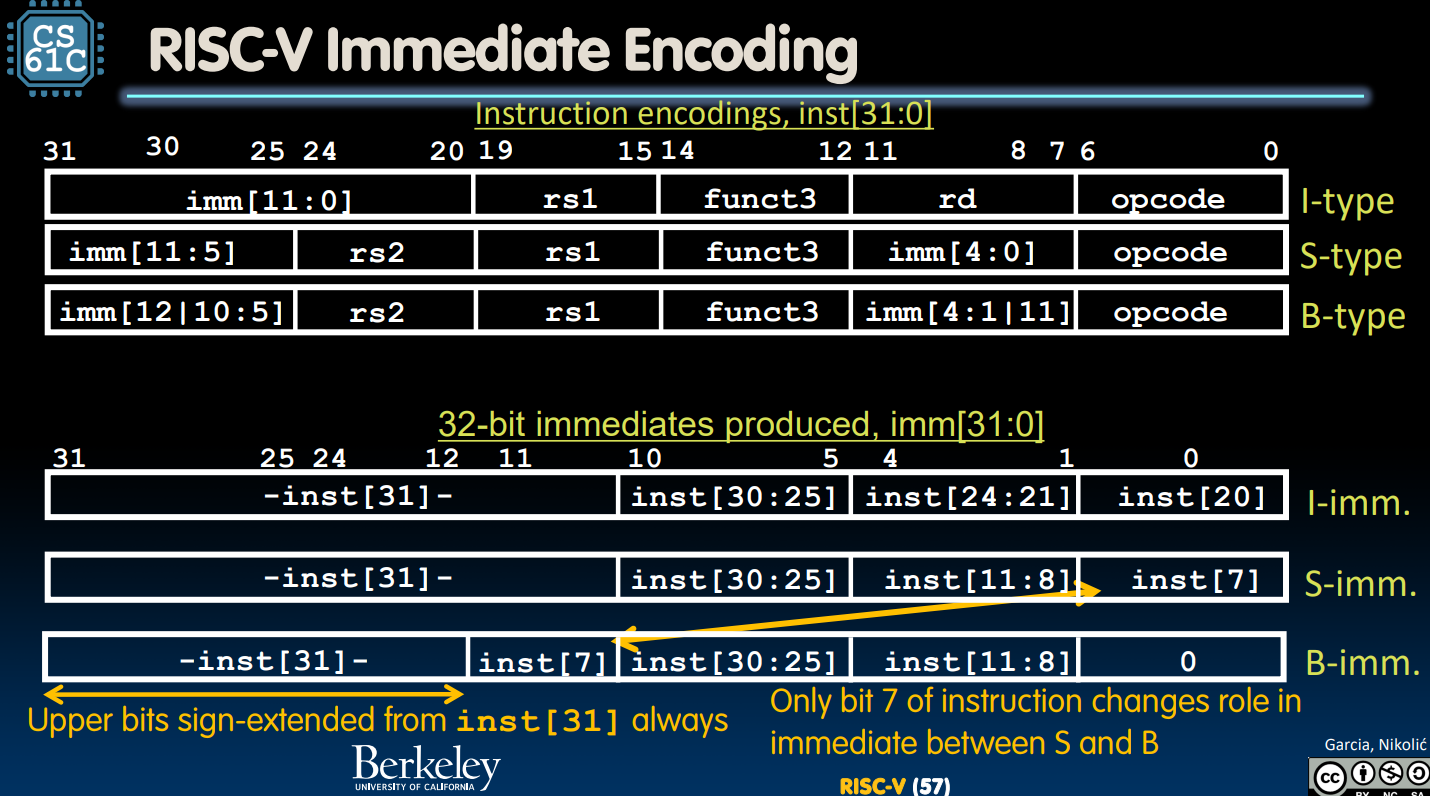 CS
61C
RISC-V Immediate Encoding
Instruction encodings, inst[31:0]
31 30 25 24 20 19 15 14 12 11 8 7 6 0
imm[11:0] rs1 funct3 rd opcode I-type
imm[11:5] rs2 rs1 funct3 imm[4:0] opcode S-type
imm[12|10:5] rs2 rs1 funct3 imm[4:1|11] opcode B-type
32-bit immediates produced, imm[31:0]
31 25 24 12 11 10 5 4 1 0
-inst[31]- inst[30:25] inst[24:21] inst[20] I-imm.
-inst[31]- inst[30:25] inst[11:8] inst[7] S-imm.
-inst[31]- inst[7] inst[30:25] inst[11:8] 0 B-imm.
Upper bits sign-extended from inst[31] always
Only bit 7 of instruction changes role in
immediate between S and B
Berkeley
UNIVERSITY OF CALIFORNIA
RISC-V (57)
Garcia, Nikolić
cc
BY NC SA